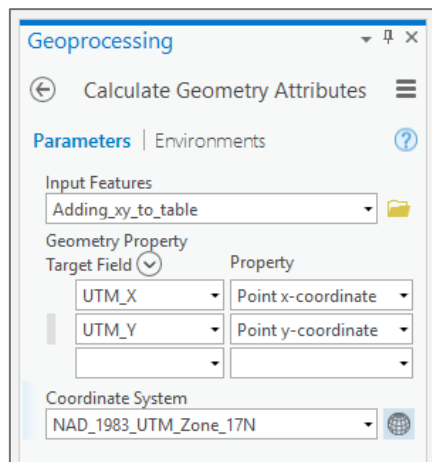 Geoprocessing
Calculate Geometry Attributes
Parameters | Environments
?
Input Features
Adding_xy_to_table
Geometry Property
Target Field Property
UTM_X Point x-coordinate
UTM_Y Point y-coordinate
Coordinate System
NAD_1983_UTM_Zone_17N